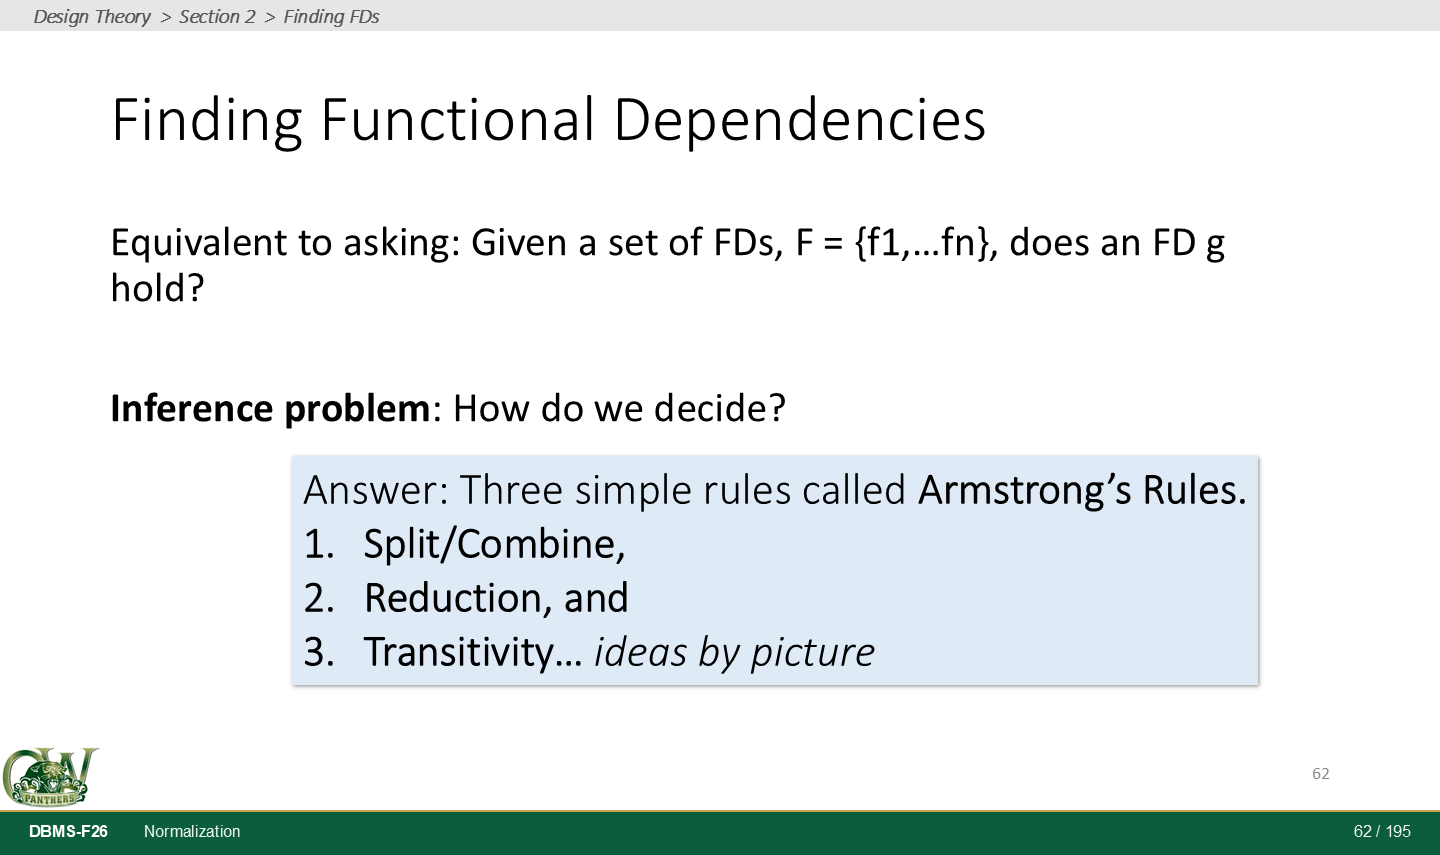 Design Theory > Section 2 > Finding FDs
Finding Functional Dependencies
Equivalent to asking: Given a set of FDs, F = {f1,…fn}, does an FD g
hold?
Inference problem: How do we decide?
Answer: Three simple rules called Armstrong’s Rules.
1. Split/Combine,
2. Reduction, and
3. Transitivity… ideas by picture
OW
PANTHERS
62
DBMS-F26 Normalization 62 / 195